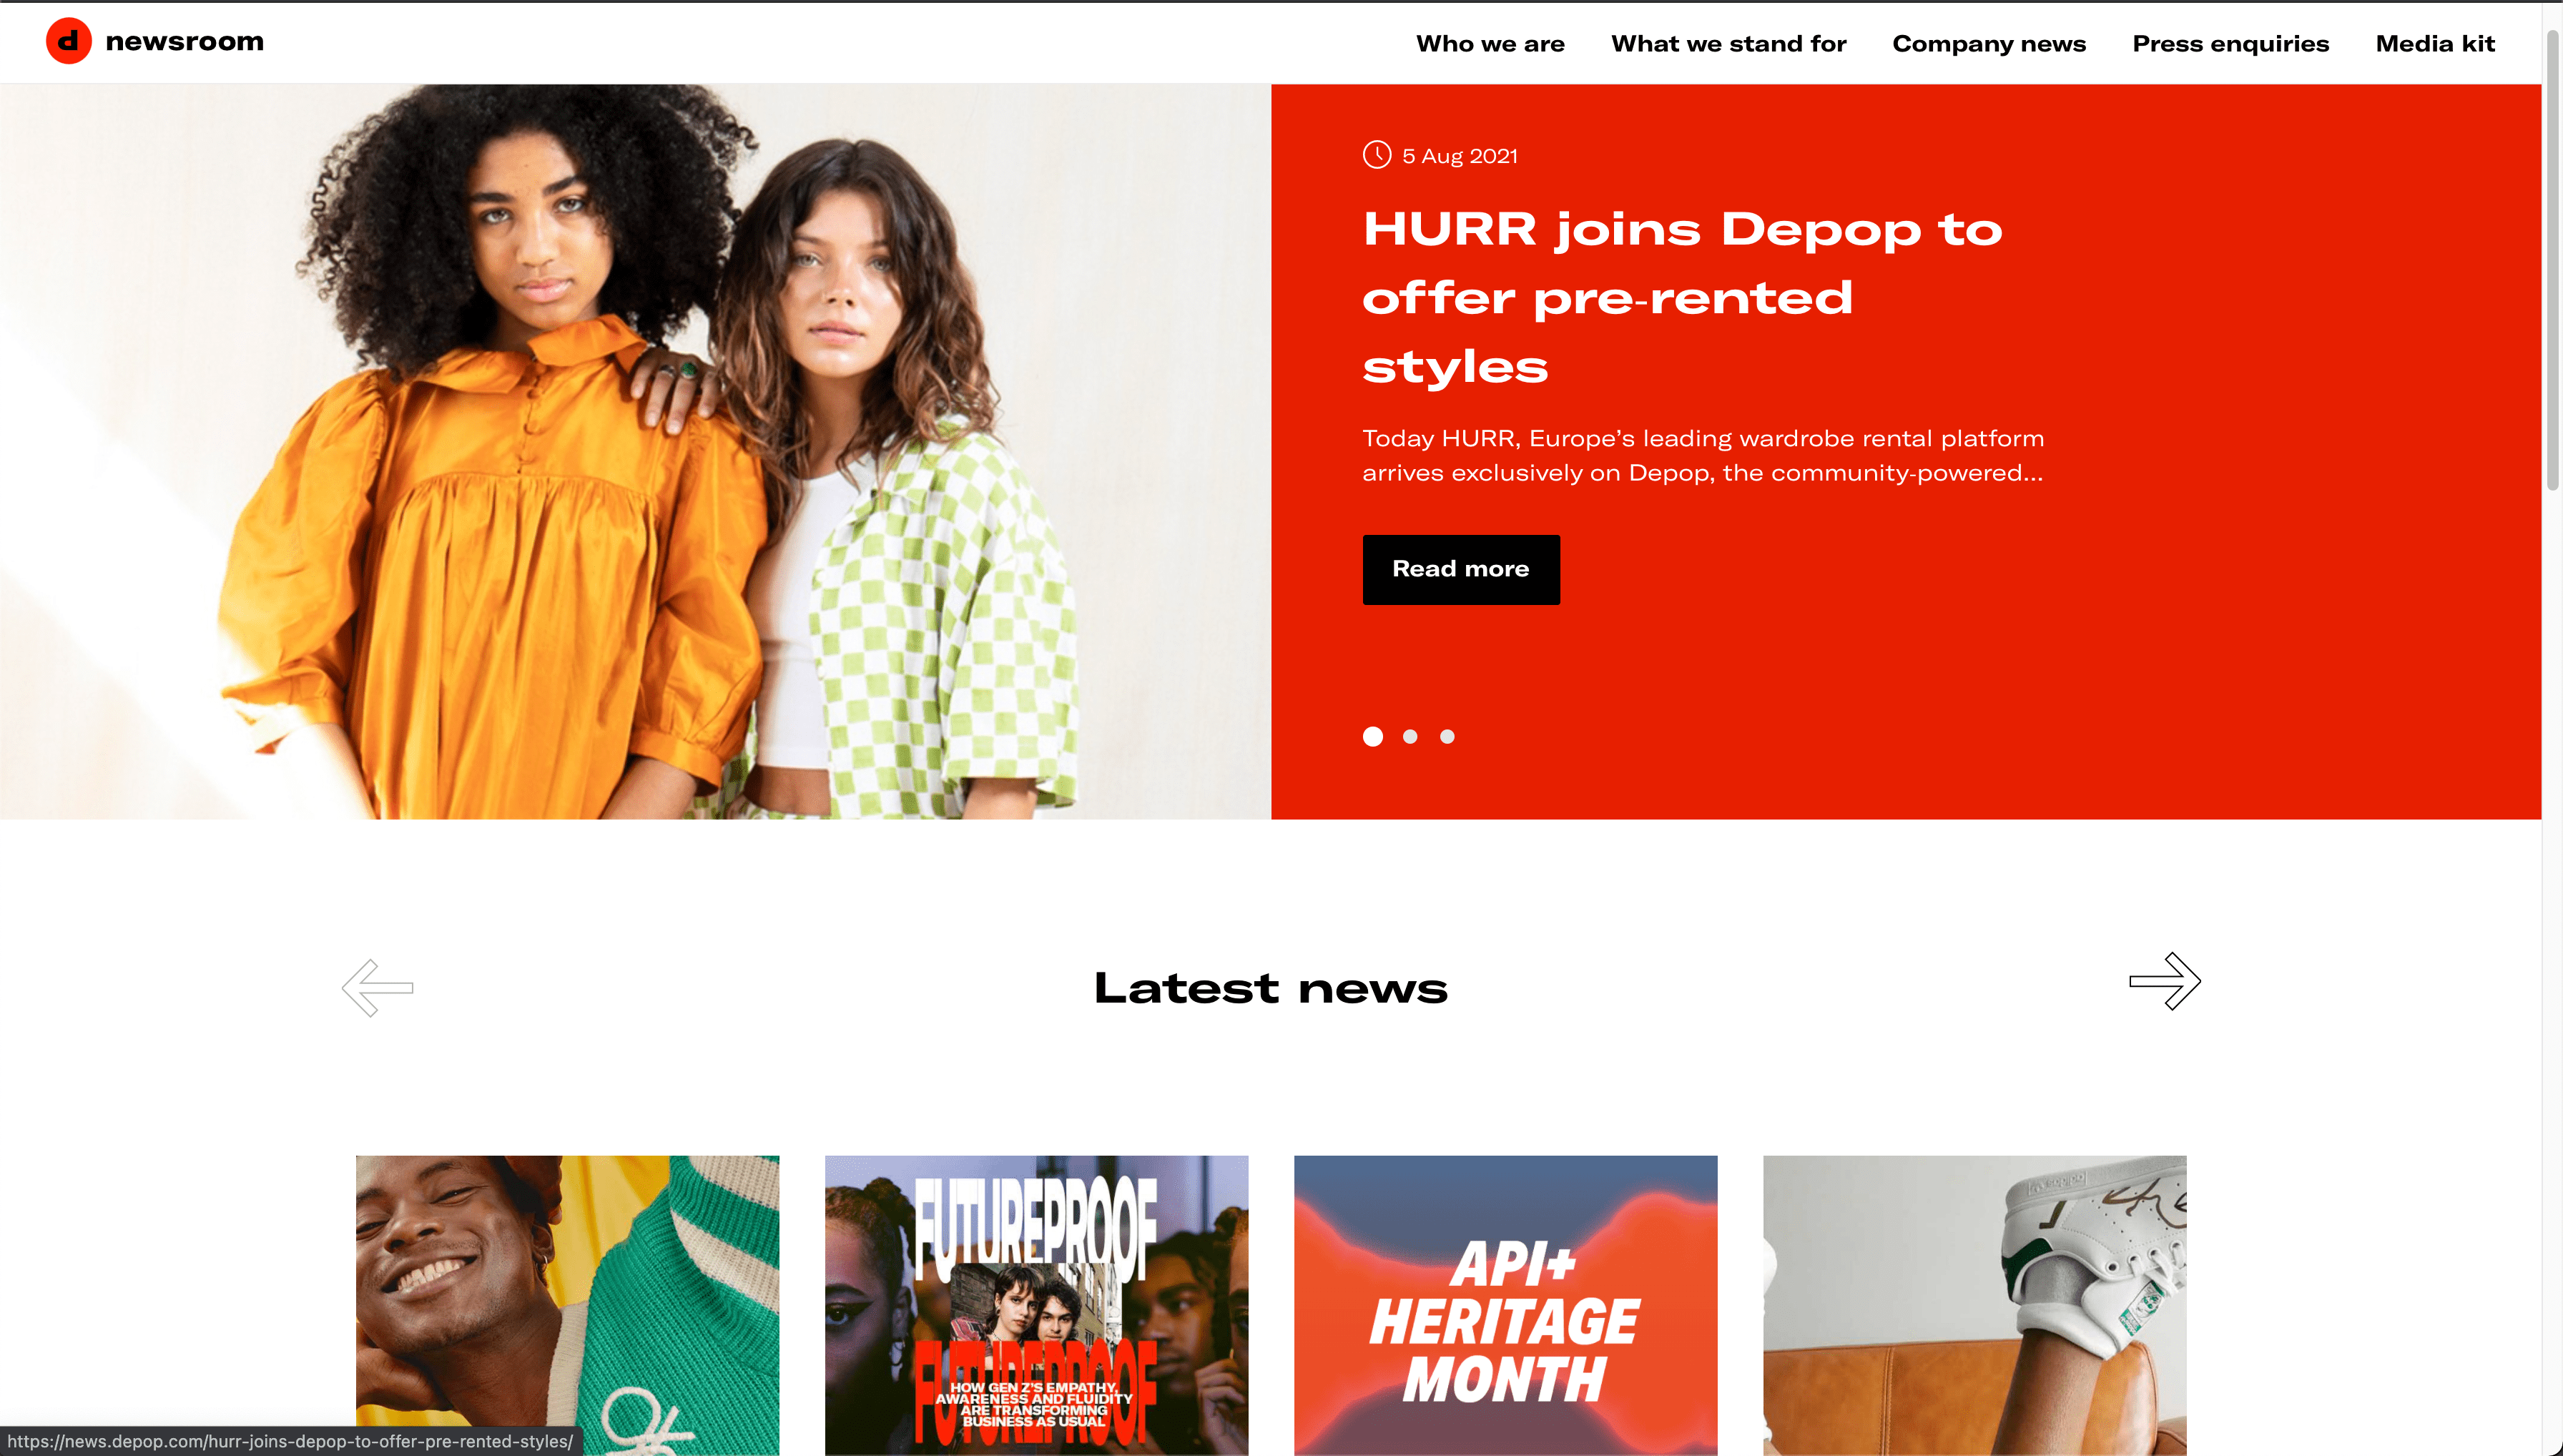 d newsroom
Who we are
What we stand for
Company news
Press enquiries
Media kit
5 Aug 2021
HURR joins Depop to
offer pre-rented
styles
Today HURR, Europe’s leading wardrobe rental platform
arrives exclusively on Depop, the community-powered...
Read more
Latest news
FUTUREPROOF
FUTUREPROOF
HOW GEN Z'S EMPATHY,
AWARENESS AND FLUIDITY
ARE TRANSFORMING
BUSINESS AS USUAL
API+
HERITAGE
MONTH
adidas
https://news.depop.com/hurr-joins-depop-to-offer-pre-rented-styles/